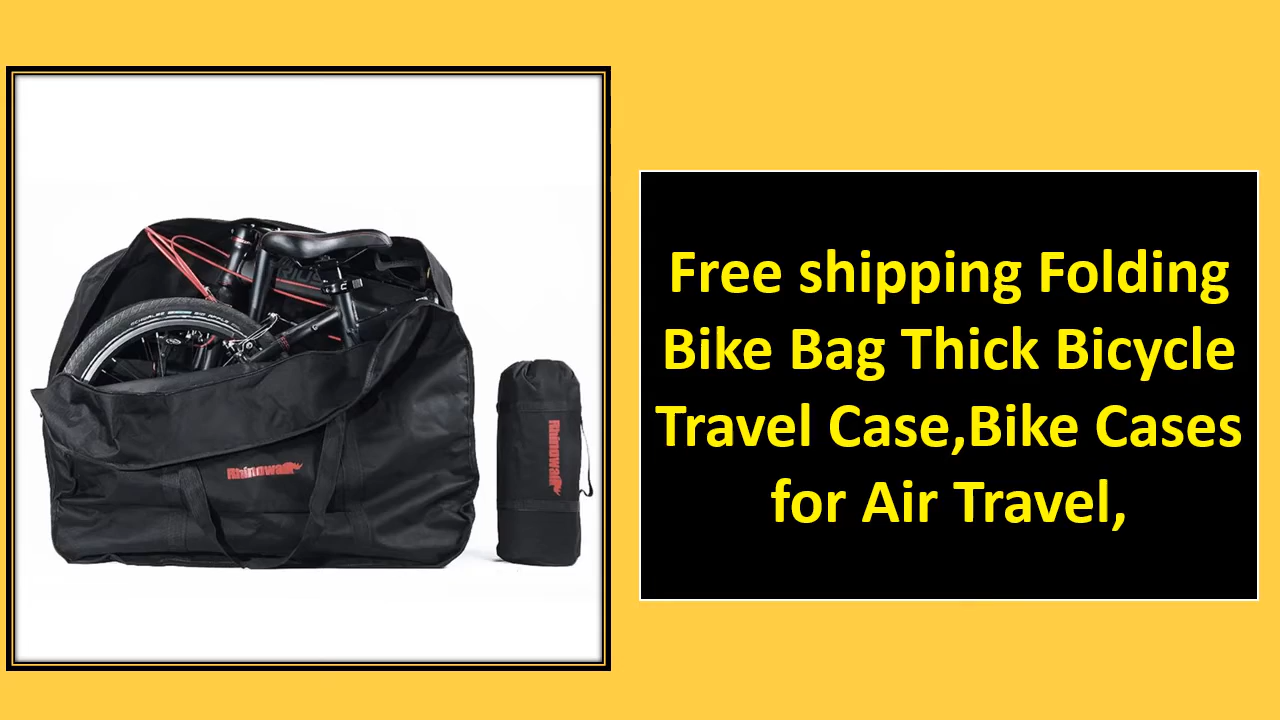 Free shipping Folding
Bike Bag Thick Bicycle
Travel Case,Bike Cases
for Air Travel,
Rhinowalk
Rhinowalk